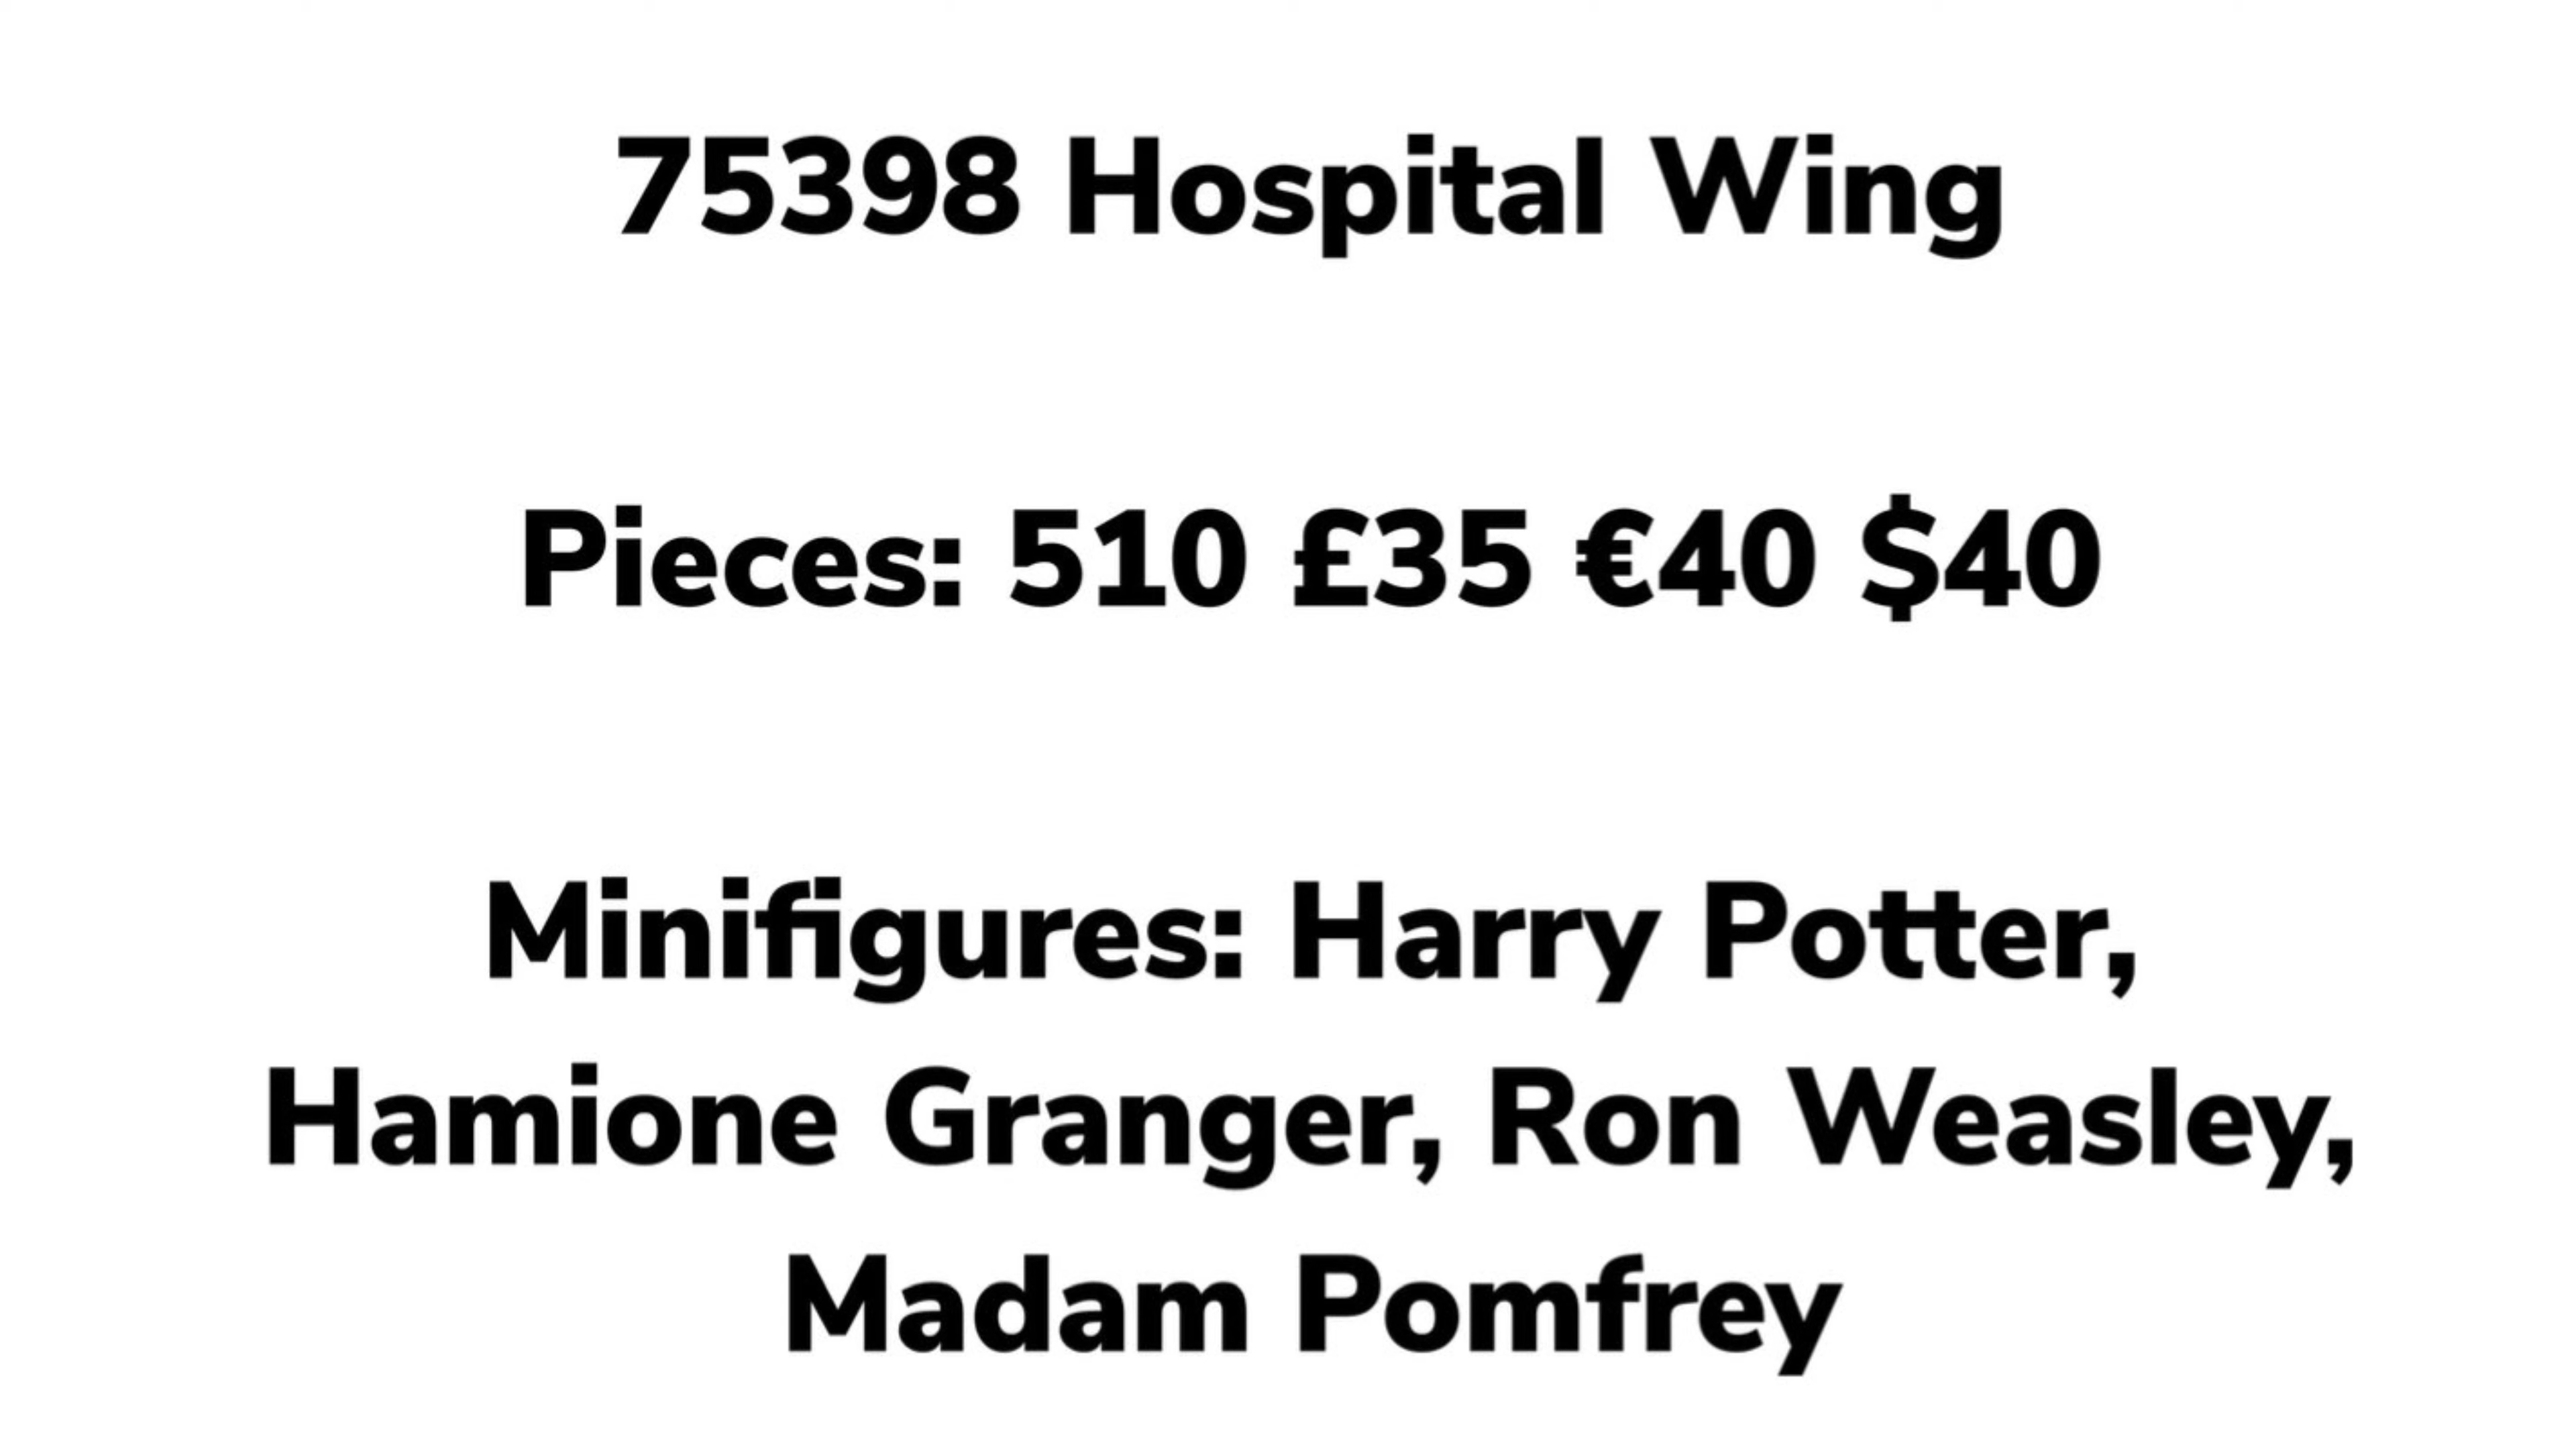 75398 Hospital Wing
Pieces: 510 £35 €40 $40
Minifigures: Harry Potter,
Hamione Granger, Ron Weasley,
Madam Pomfrey